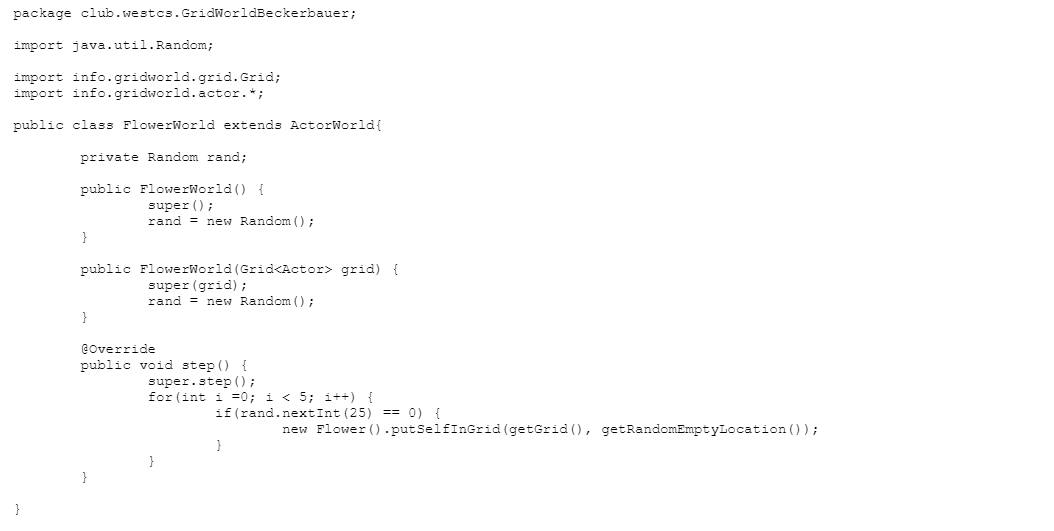 package club.westcs.GridWorldBeckerbauer;

import java.util.Random;

import info.gridworld.grid.Grid;
import info.gridworld.actor.*;

public class FlowerWorld extends ActorWorld{

        private Random rand;

        public FlowerWorld() {
                super();
                rand = new Random();
        }

        public FlowerWorld(Grid<Actor> grid) {
                super(grid);
                rand = new Random();
        }

        @Override
        public void step() {
                super.step();
                for(int i =0; i < 5; i++) {
                        if(rand.nextInt(25) == 0) {
                                new Flower().putSelfInGrid(getGrid(), getRandomEmptyLocation());
                        }
                }
        }

}